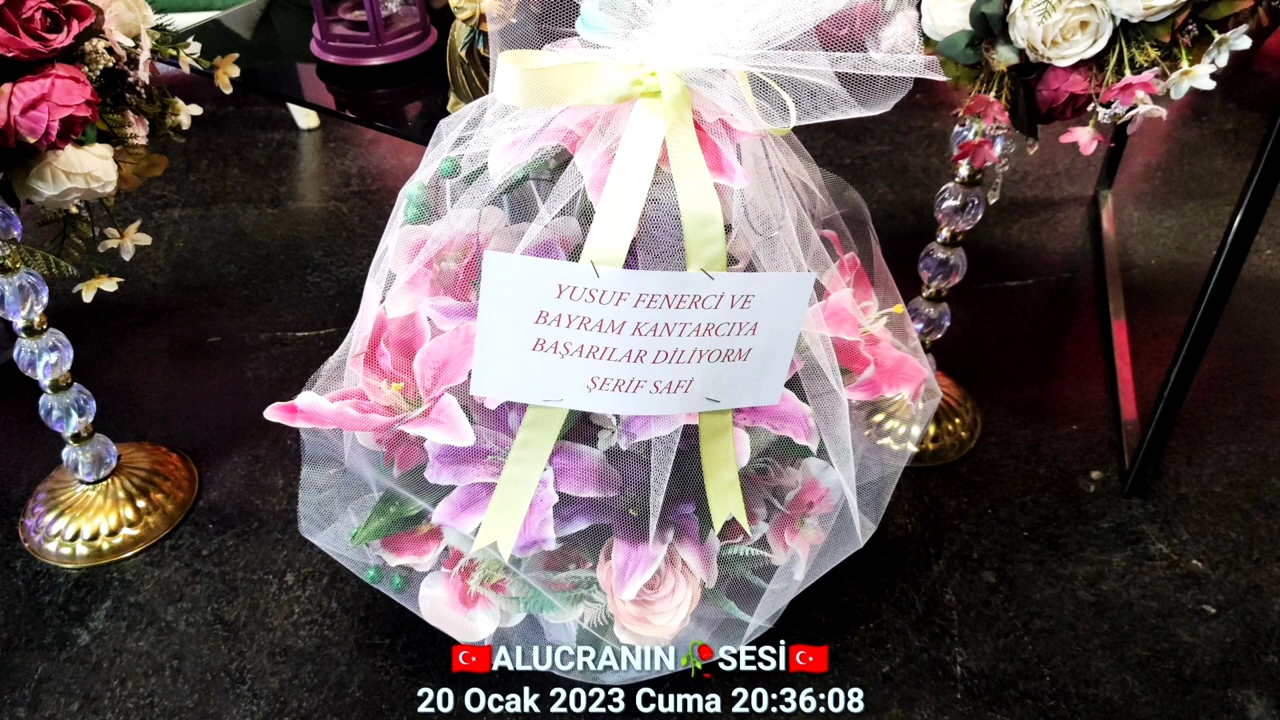 YUSUF FENERCİ VE
BAYRAM KANTARCIYA
BAŞARILAR DİLİYORM
ŞERİF SAFİ
🇹🇷ALUCRANIN🥀SESİ🇹🇷
20 Ocak 2023 Cuma 20:36:08